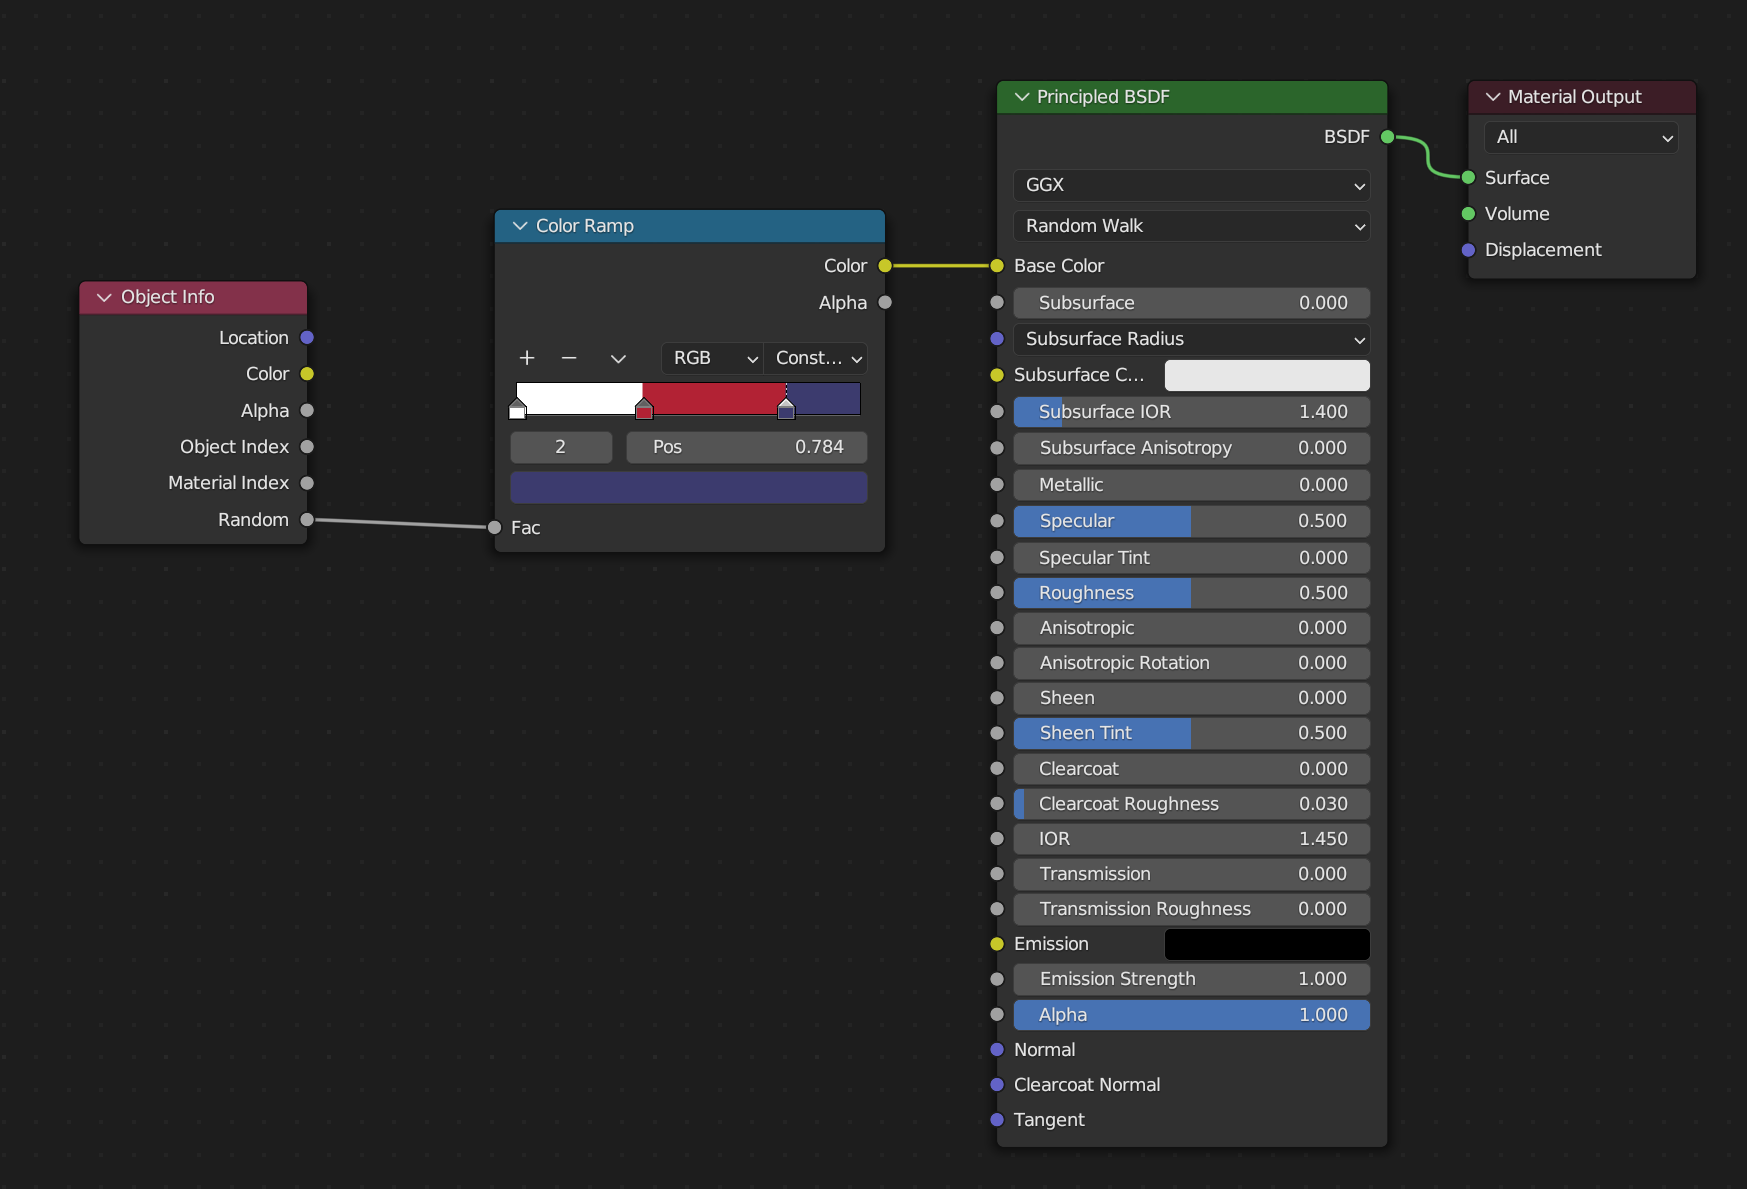 Object Info
Location
Color
Alpha
Object Index
Material Index
Random
Color Ramp
Color
Alpha
RGB
Const...
2
Pos 0.784
Fac
Principled BSDF
BSDF
GGX
Random Walk
Base Color
Subsurface 0.000
Subsurface Radius
Subsurface C...
Subsurface IOR 1.400
Subsurface Anisotropy 0.000
Metallic 0.000
Specular 0.500
Specular Tint 0.000
Roughness 0.500
Anisotropic 0.000
Anisotropic Rotation 0.000
Sheen 0.000
Sheen Tint 0.500
Clearcoat 0.000
Clearcoat Roughness 0.030
IOR 1.450
Transmission 0.000
Transmission Roughness 0.000
Emission
Emission Strength 1.000
Alpha 1.000
Normal
Clearcoat Normal
Tangent
Material Output
All
Surface
Volume
Displacement